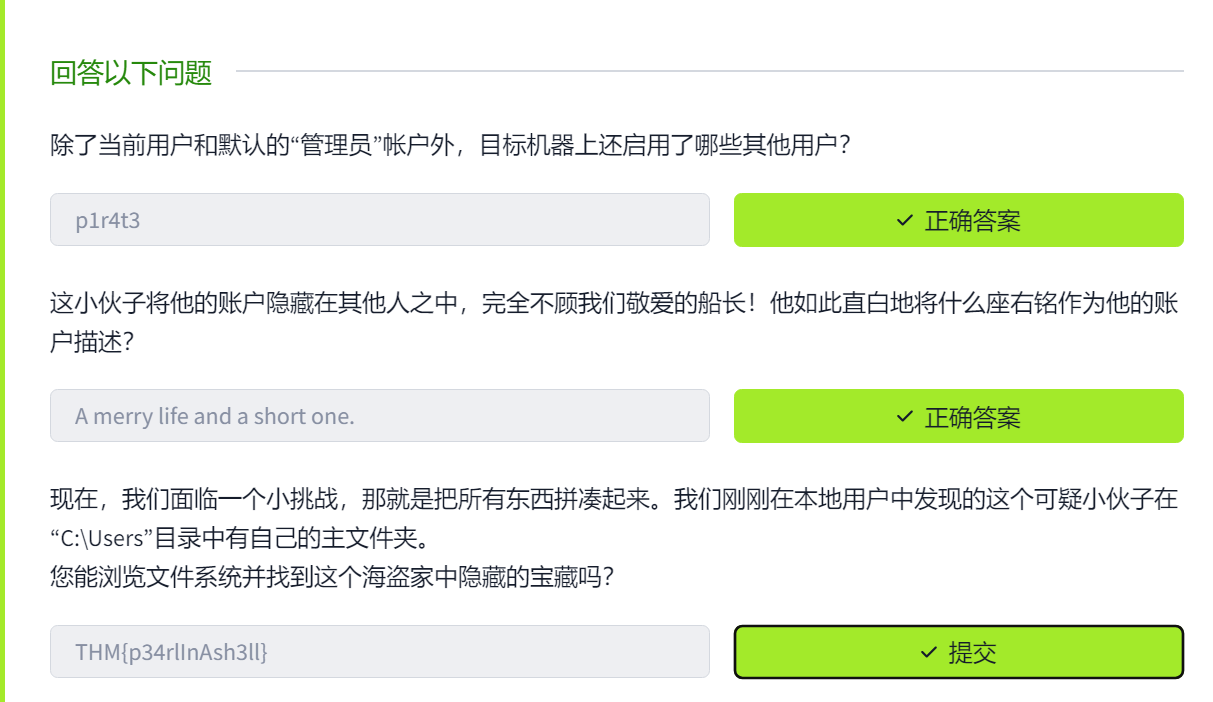 回答以下问题
除了当前用户和默认的“管理员”帐户外，目标机器上还启用了哪些其他用户？
p1r4t3
正确答案
这小伙子将他的账户隐藏在其他人之中，完全不顾我们敬爱的船长！他如此直白地将什么座右铭作为他的账
户描述？
A merry life and a short one.
正确答案
现在，我们面临一个小挑战，那就是把所有东西拼凑起来。我们刚刚在本地用户中发现的这个可疑小伙子在
“C:\Users”目录中有自己的主文件夹。
您能浏览文件系统并找到这个海盗家中隐藏的宝藏吗？
THM{p34rlInAsh3ll}
提交